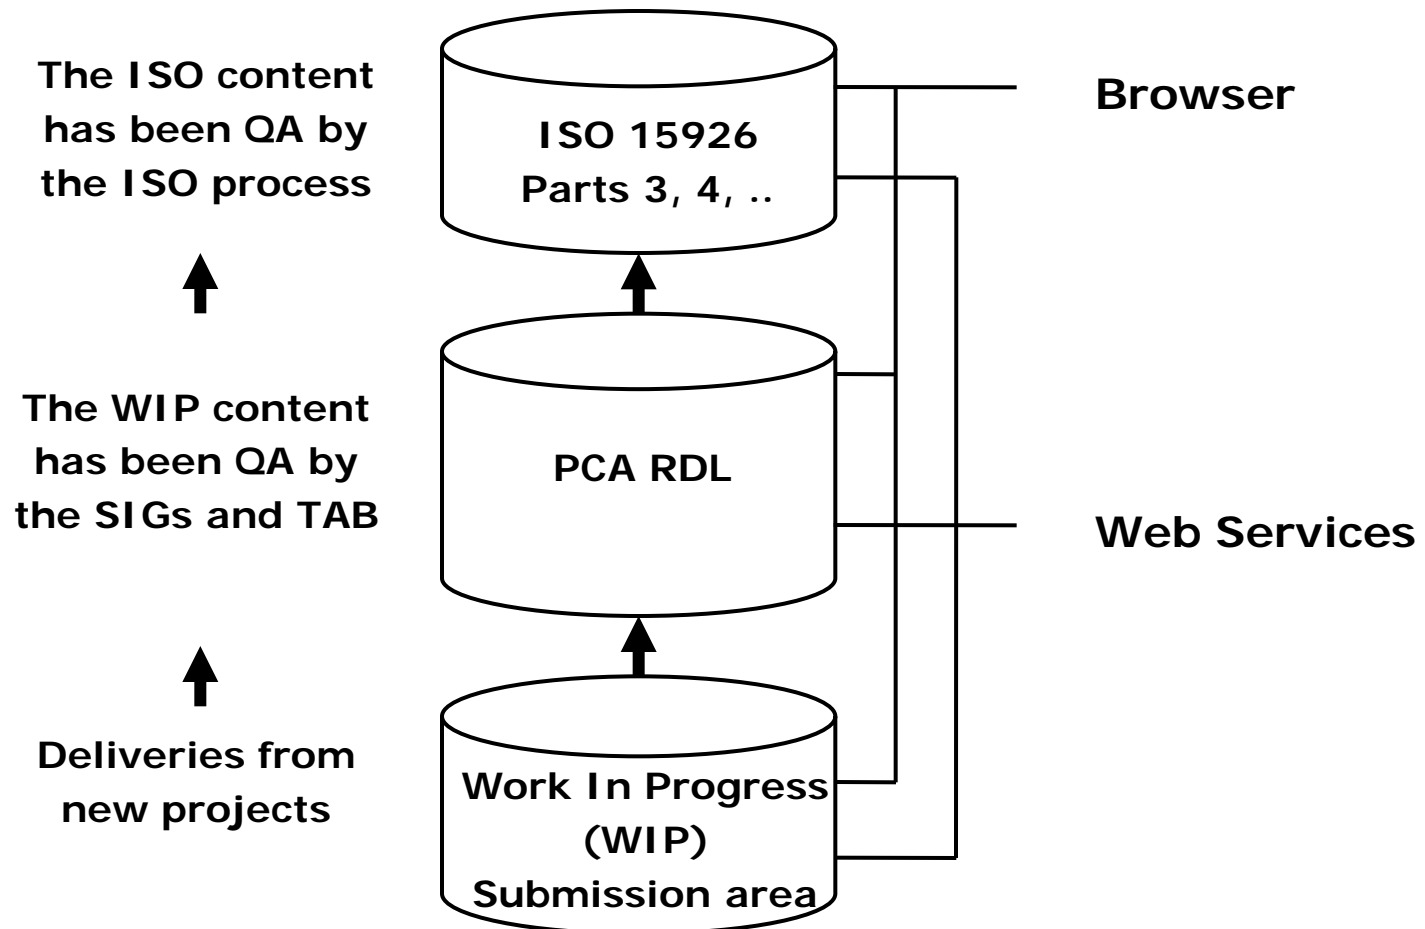 The ISO content
has been QA by
the ISO process
ISO 15926
Parts 3, 4, ..
Browser
The WIP content
has been QA by
the SIGs and TAB
PCA RDL
Web Services
Deliveries from
new projects
Work In Progress
(WIP)
Submission area